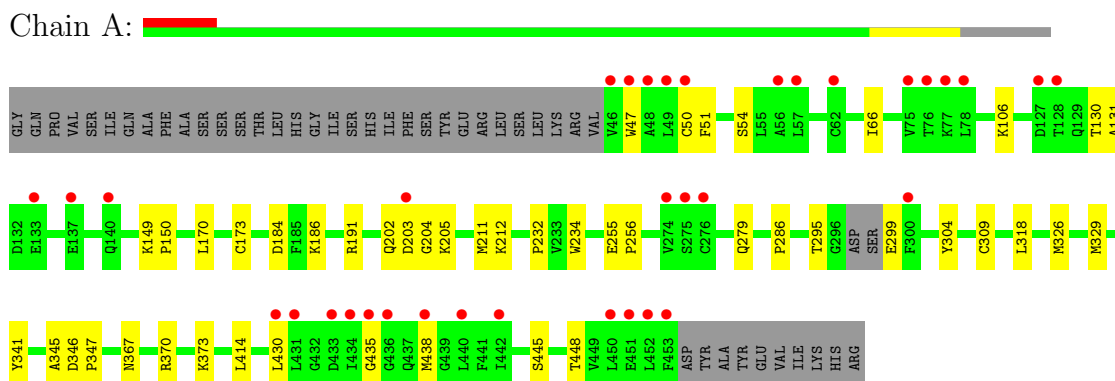 Chain A:
GLY GLN PRO VAL SER ILE GLN ALA PHE ALA SER SER SER THR LEU HIS GLY ILE SER HIS ILE PHE SER TYR GLU ARG LEU SER LEU LYS ARG VAL V46 W47 A48 L49 C50 F51 S54 L55 A56 L57 C62 I66 V75 T76 K77 L78 K106 D127 T128 Q129 T130 A131
D132 E133 E137 Q140 K149 P150 L170 C173 D184 F185 K186 R191 Q202 D203 G204 K205 M211 K212 P232 V233 W234 E255 P256 V274 S275 C276 Q279 P286 T295 G296 ASP SER E299 F300 Y304 C309 L318 M326 M329
Y341 A345 D346 P347 N367 R370 K373 L414 L430 L431 G432 D433 I434 G435 G436 Q437 M438 G439 L440 F441 I442 S445 T448 V449 L450 E451 L452 F453 ASP TYR ALA TYR GLU VAL ILE LYS HIS ARG